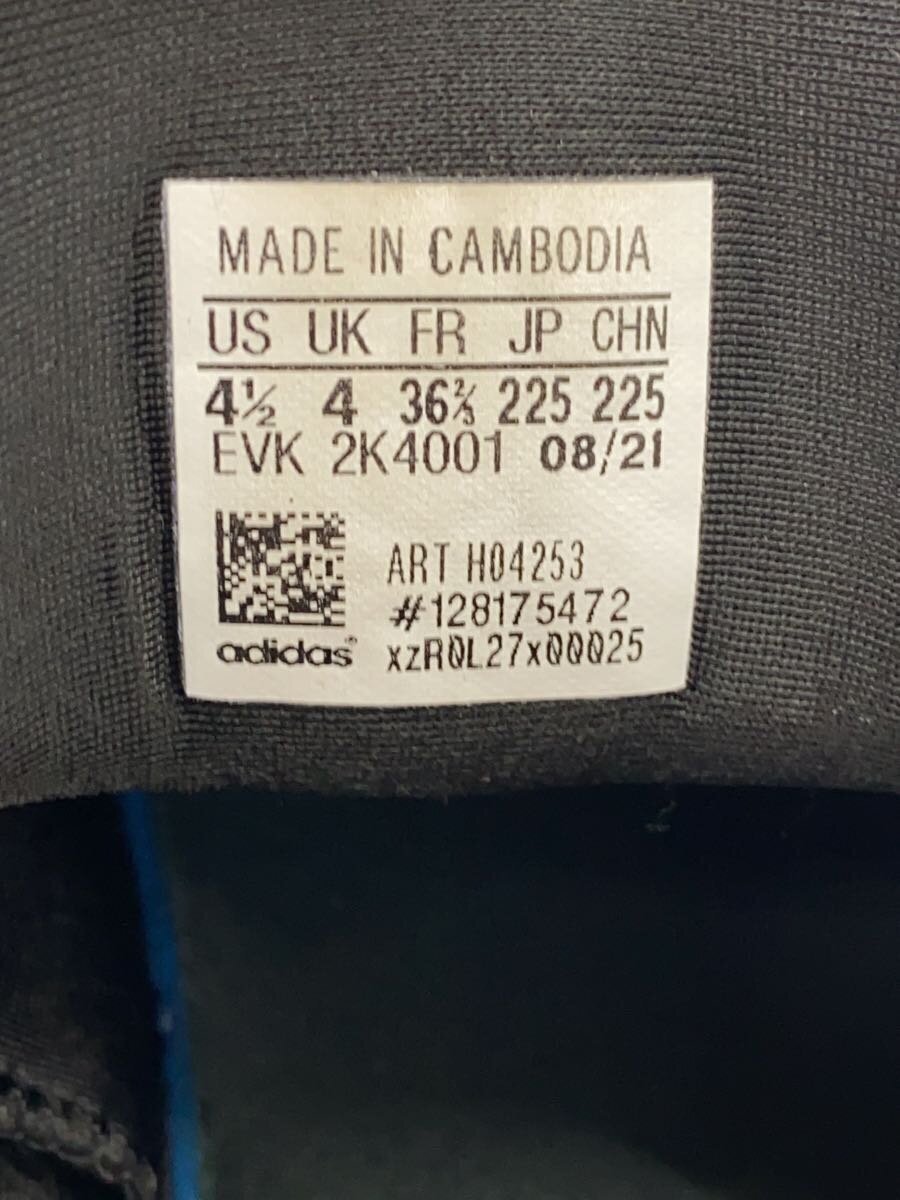 MADE IN CAMBODIA
US UK FR JP CHN
4½ 4 36⅔ 225 225
EVK 2K4001 08/21
ART H04253
#128175472
adidas xzR0L27x00025